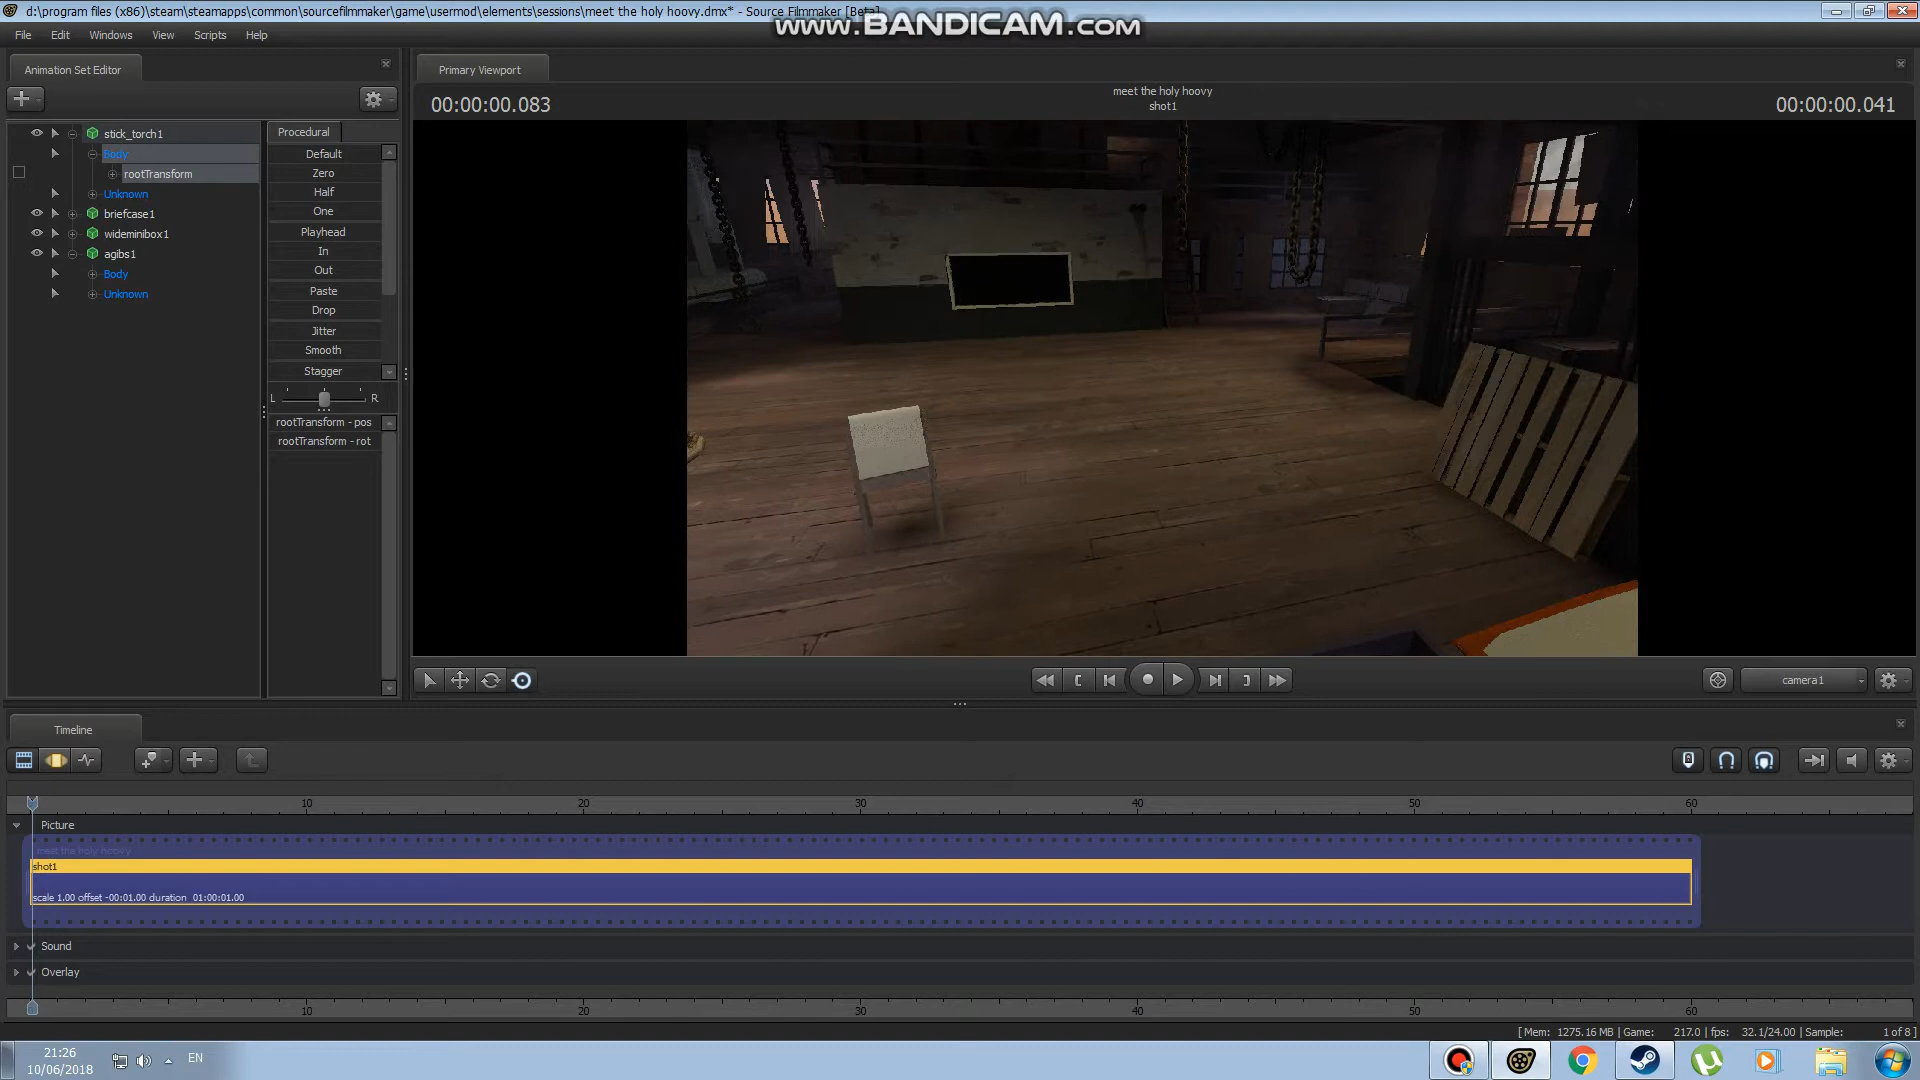 d:\program files (x86)\steam\steamapps\common\sourcefilmmaker\game\usermod\elements\sessions\meet the holy hoovy.dmx* - Source Filmmaker [Beta]
www.BANDICAM.com
File Edit Windows View Scripts Help
Animation Set Editor
Primary Viewport
00:00:00.083
meet the holy hoovy
shot1
00:00:00.041
stick_torch1
Body
rootTransform
Unknown
briefcase1
wideminibox1
agibs1
Body
Unknown
Procedural
Default
Zero
Half
One
Playhead
In
Out
Paste
Drop
Jitter
Smooth
Stagger
L R
rootTransform - pos
rootTransform - rot
camera1
Timeline
10 20 30 40 50 60
Picture
meet the holy hoovy
shot1
scale 1.00 offset -00:01.00 duration 01:00:01.00
Sound
Overlay
10 20 30 40 50 60
[ Mem: 1275.16 MB | Game: 217.0 | fps: 32.1/24.00 | Sample: 1 of 8 ]
21:26
10/06/2018
EN